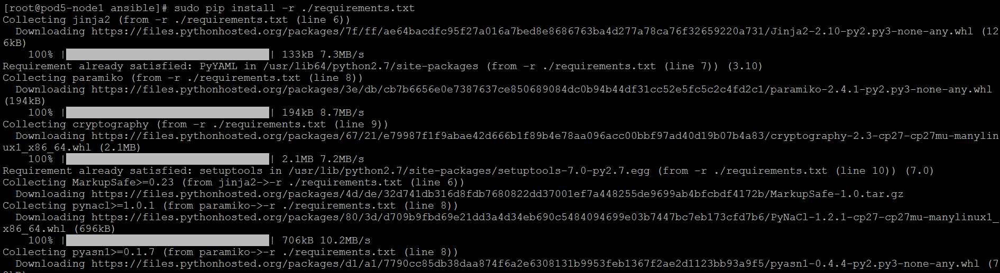 [root@pod5-node1 ansible]# sudo pip install -r ./requirements.txt
Collecting jinja2 (from -r ./requirements.txt (line 6))
  Downloading https://files.pythonhosted.org/packages/7f/ff/ae64bacdfc95f27a016a7bed8e8686763ba4d277a78ca76f32659220a731/Jinja2-2.10-py2.py3-none-any.whl (12
6kB)
    100% |████████████████████████████████| 133kB 7.3MB/s
Requirement already satisfied: PyYAML in /usr/lib64/python2.7/site-packages (from -r ./requirements.txt (line 7)) (3.10)
Collecting paramiko (from -r ./requirements.txt (line 8))
  Downloading https://files.pythonhosted.org/packages/3e/db/cb7b6656e0e7387637ce850689084dc0b94b44df31cc52e5fc5c2c4fd2c1/paramiko-2.4.1-py2.py3-none-any.whl
(194kB)
    100% |████████████████████████████████| 194kB 8.7MB/s
Collecting cryptography (from -r ./requirements.txt (line 9))
  Downloading https://files.pythonhosted.org/packages/67/21/e79987f1f9abae42d666b1f89b4e78aa096acc00bbf97ad40d19b07b4a83/cryptography-2.3-cp27-cp27mu-manylin
ux1_x86_64.whl (2.1MB)
    100% |████████████████████████████████| 2.1MB 7.2MB/s
Requirement already satisfied: setuptools in /usr/lib/python2.7/site-packages/setuptools-7.0-py2.7.egg (from -r ./requirements.txt (line 10)) (7.0)
Collecting MarkupSafe>=0.23 (from jinja2->-r ./requirements.txt (line 6))
  Downloading https://files.pythonhosted.org/packages/4d/de/32d741db316d8fdb7680822dd37001ef7a448255de9699ab4bfcbdf4172b/MarkupSafe-1.0.tar.gz
Collecting pynacl>=1.0.1 (from paramiko->-r ./requirements.txt (line 8))
  Downloading https://files.pythonhosted.org/packages/80/3d/d709b9fbd69e21dd3a4d34eb690c5484094699e03b7447bc7eb173cfd7b6/PyNaCl-1.2.1-cp27-cp27mu-manylinux1_
x86_64.whl (696kB)
    100% |████████████████████████████████| 706kB 10.2MB/s
Collecting pyasn1>=0.1.7 (from paramiko->-r ./requirements.txt (line 8))
  Downloading https://files.pythonhosted.org/packages/d1/a1/7790cc85db38daa874f6a2e6308131b9953feb1367f2ae2d1123bb93a9f5/pyasn1-0.4.4-py2.py3-none-any.whl (7